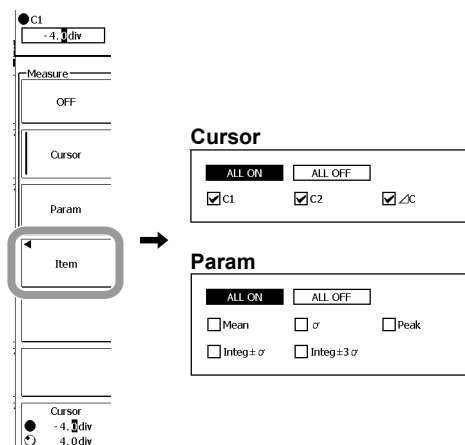 C1
-4.0div
Measure
OFF
Cursor
Param
Item
Cursor
-4.0div
4.0div
Cursor
ALL ON ALL OFF
C1 C2 ⊿C
Param
ALL ON ALL OFF
Mean σ Peak
Integ±σ Integ±3σ